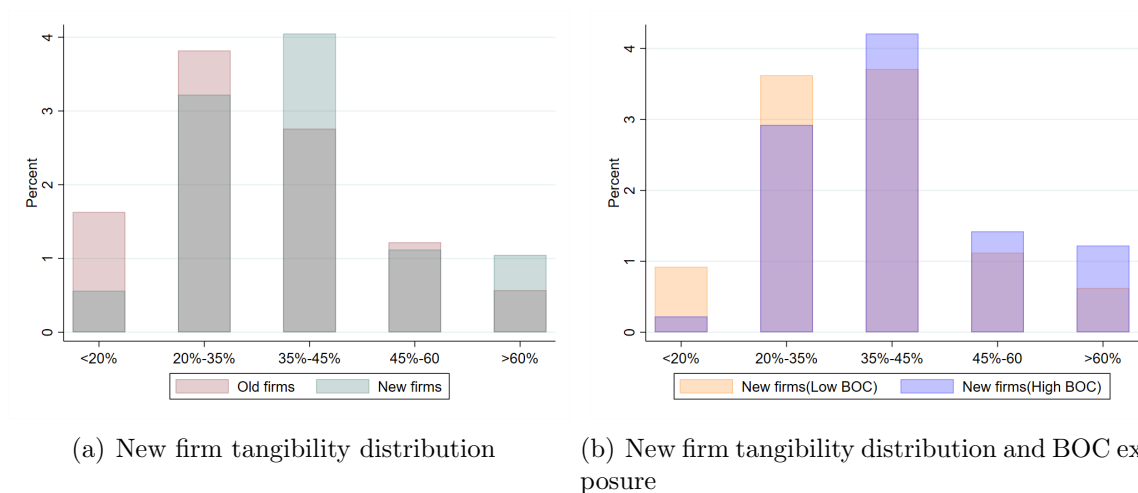 Percent
4
3
2
1
0
<20% 20%-35% 35%-45% 45%-60 >60%
Old firms New firms
(a) New firm tangibility distribution
Percent
4
3
2
1
0
<20% 20%-35% 35%-45% 45%-60 >60%
New firms(Low BOC) New firms(High BOC)
(b) New firm tangibility distribution and BOC ex
posure